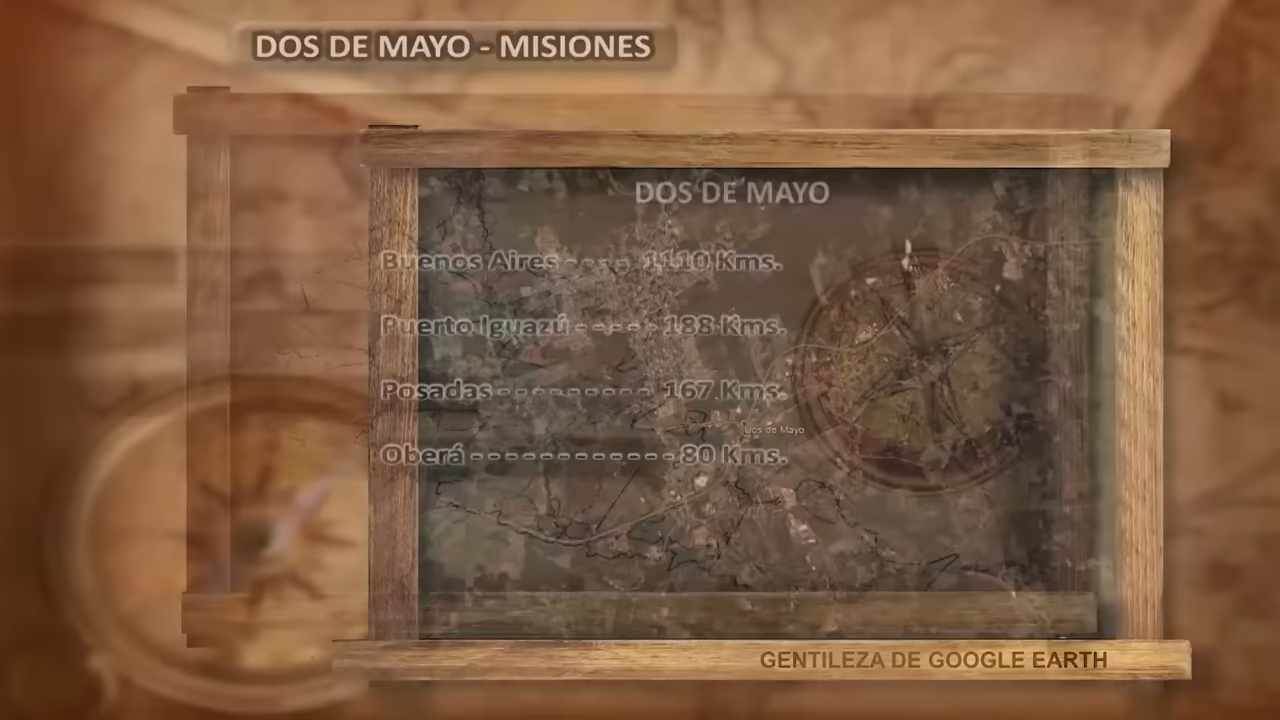 DOS DE MAYO - MISIONES
DOS DE MAYO
Buenos Aires - - - - - 1110 Kms.
Puerto Iguazú - - - - - 188 Kms.
Posadas - - - - - - - - - - 167 Kms.
Dos de Mayo
Oberá - - - - - - - - - - - - 80 Kms.
GENTILEZA DE GOOGLE EARTH